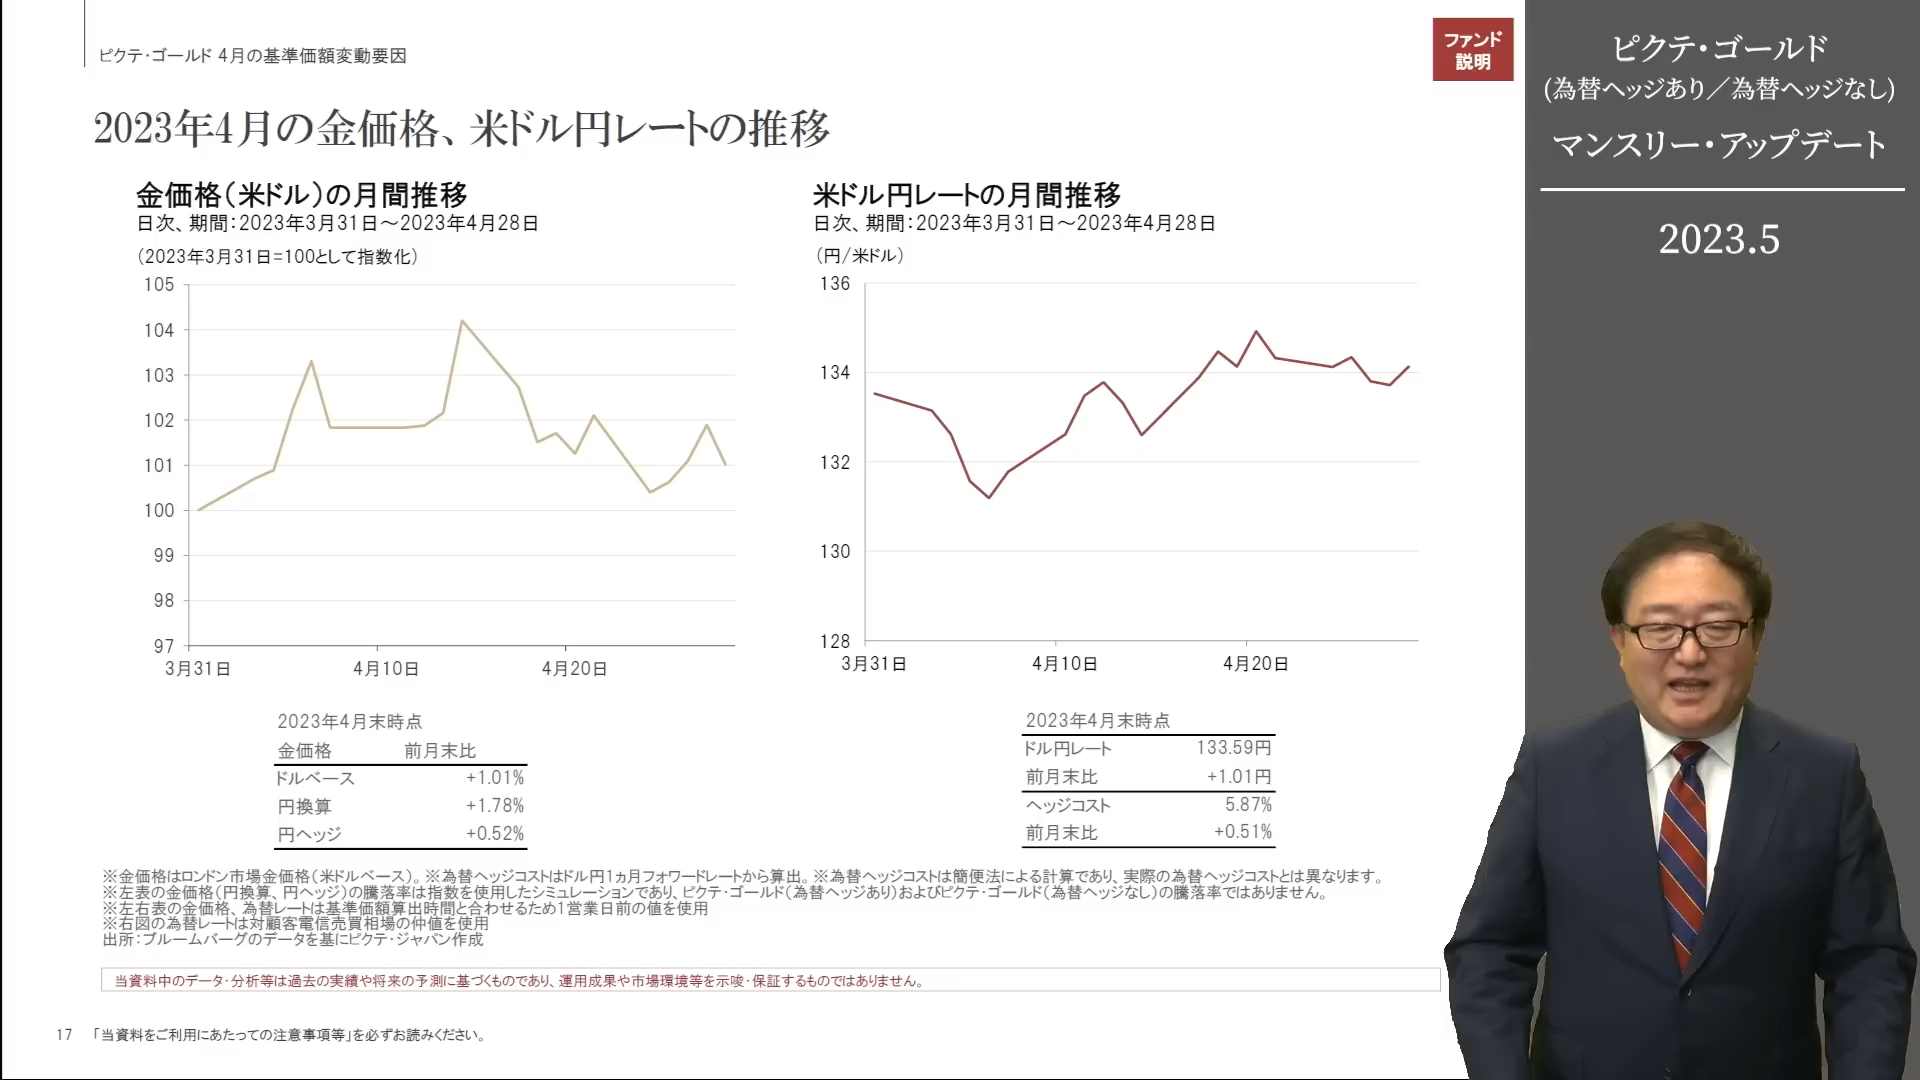 ピクテ・ゴールド 4月の基準価額変動要因
ファンド
説明
2023年4月の金価格、米ドル円レートの推移
金価格（米ドル）の月間推移
日次、期間：2023年3月31日～2023年4月28日
（2023年3月31日=100として指数化）
105
104
103
102
101
100
99
98
97
3月31日
4月10日
4月20日
米ドル円レートの月間推移
日次、期間：2023年3月31日～2023年4月28日
（円/米ドル）
136
134
132
130
128
3月31日
4月10日
4月20日
2023年4月末時点
金価格 前月末比
ドルベース +1.01%
円換算 +1.78%
円ヘッジ +0.52%
2023年4月末時点
ドル円レート 133.59円
前月末比 +1.01円
ヘッジコスト 5.87%
前月末比 +0.51%
※金価格はロンドン市場金価格（米ドルベース）。※為替ヘッジコストはドル円1ヵ月フォワードレートから算出。※為替ヘッジコストは簡便法による計算であり、実際の為替ヘッジコストとは異なります。
※左表の金価格（円換算、円ヘッジ）の騰落率は指数を使用したシミュレーションであり、ピクテ・ゴールド（為替ヘッジあり）およびピクテ・ゴールド（為替ヘッジなし）の騰落率ではありません。
※左右表の金価格、為替レートは基準価額算出時間と合わせるため1営業日前の値を使用
※右図の為替レートは対顧客電信売買相場の仲値を使用
出所：ブルームバーグのデータを基にピクテ・ジャパン作成
当資料中のデータ・分析等は過去の実績や将来の予測に基づくものであり、運用成果や市場環境等を示唆・保証するものではありません。
17 「当資料をご利用にあたっての注意事項等」を必ずお読みください。
ピクテ・ゴールド
(為替ヘッジあり／為替ヘッジなし)
マンスリー・アップデート
2023.5